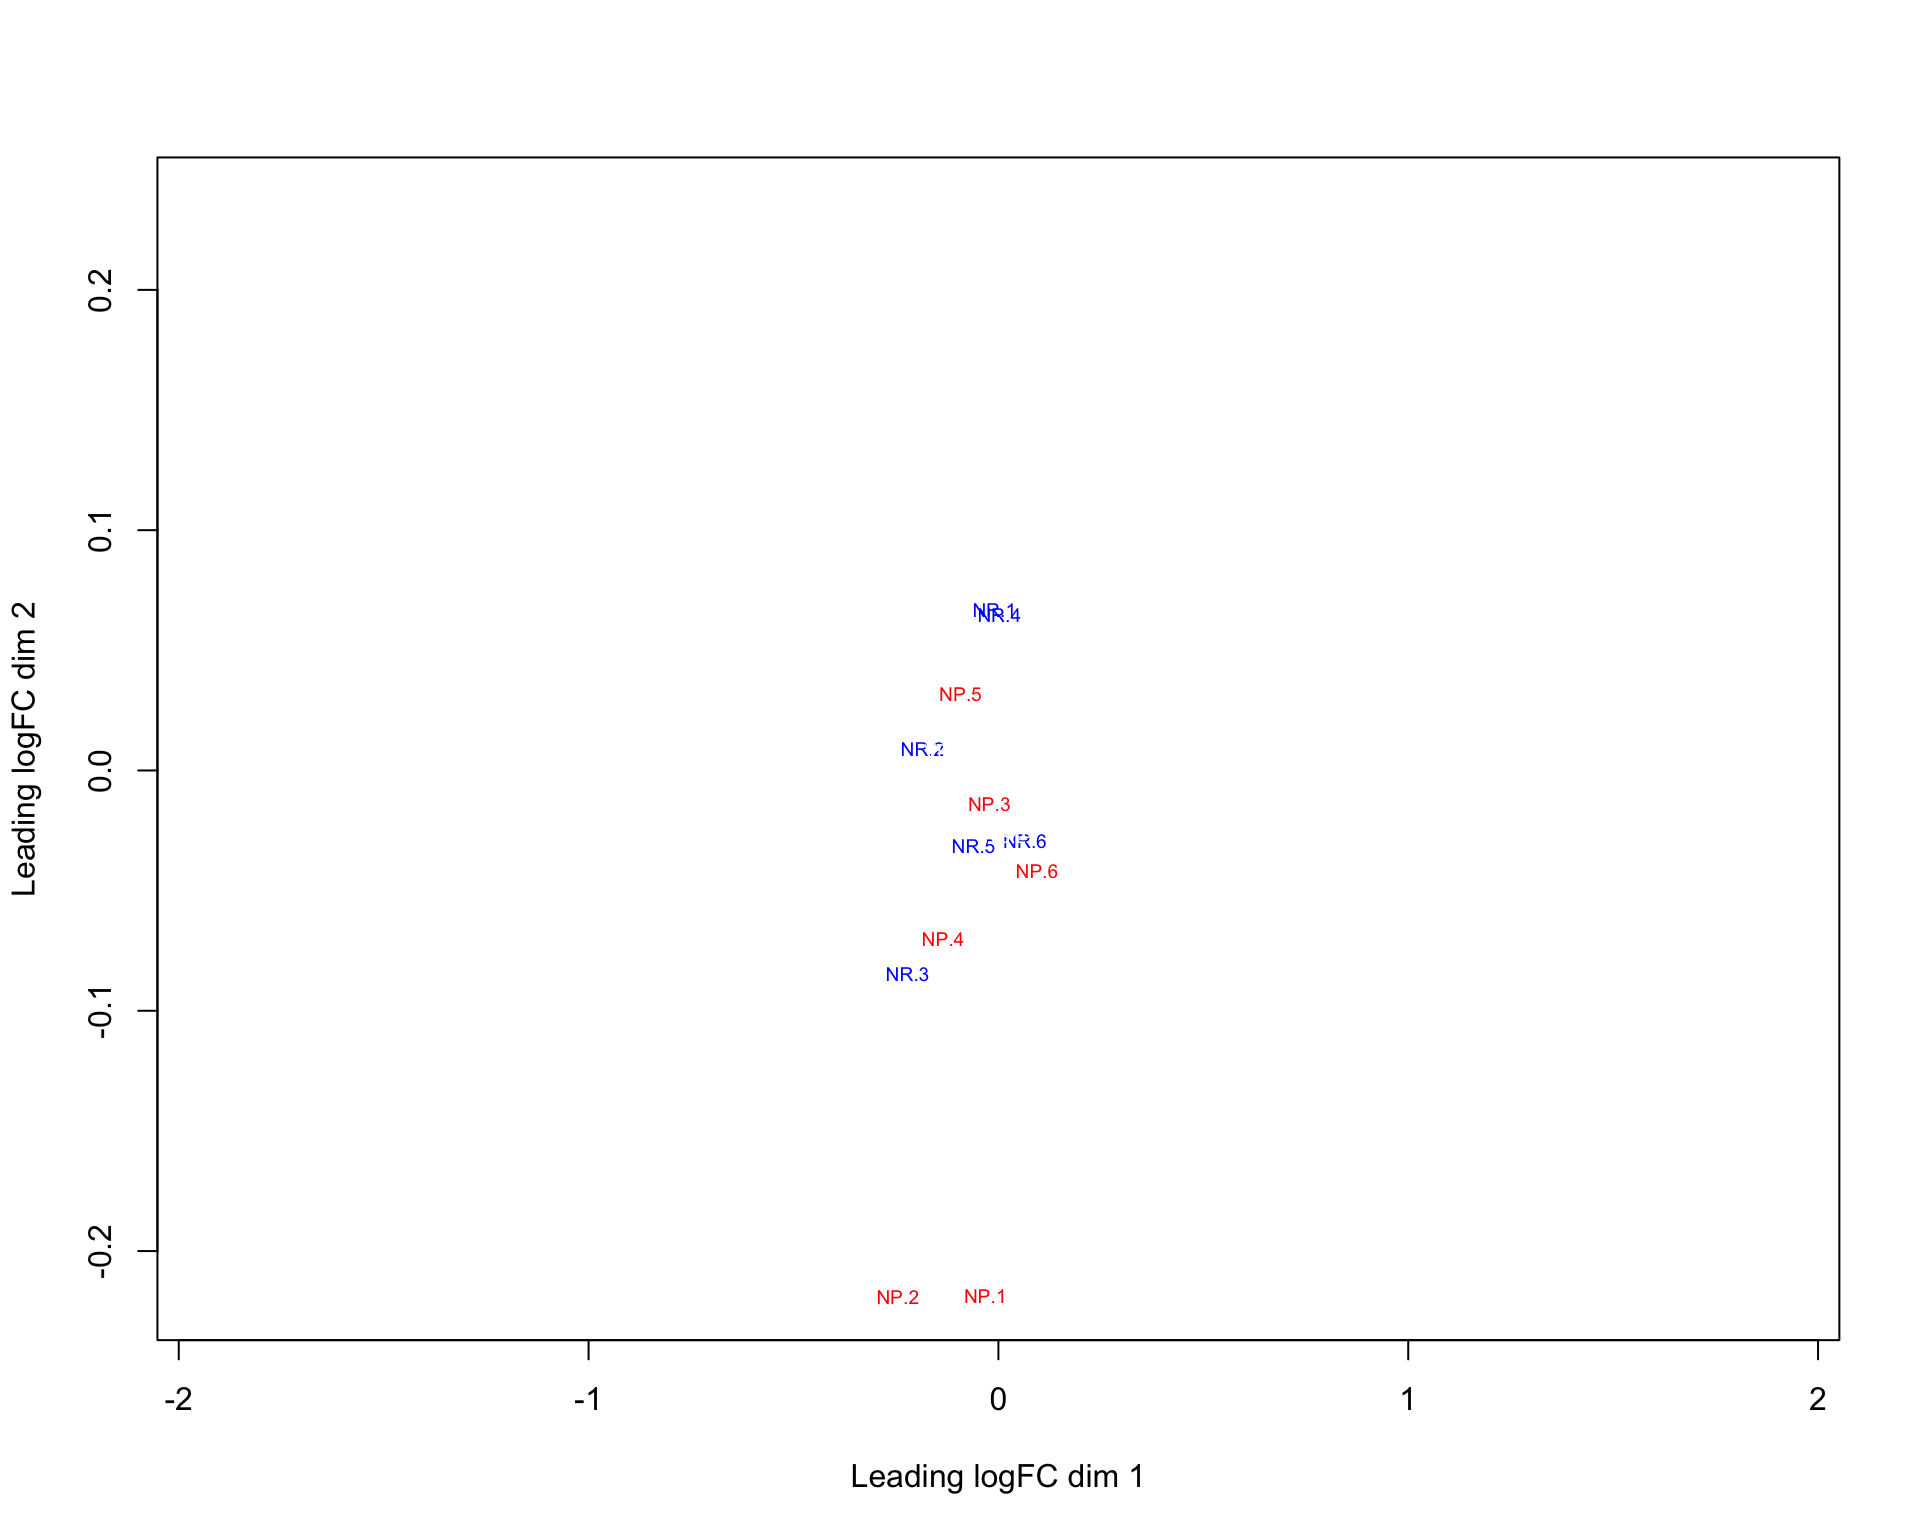 0.2
0.1
0.0
-0.1
-0.2
Leading logFC dim 2
NR.1
NR.4
NP.5
NR.2
NP.3
NR.5 NR.6
NP.6
NP.4
NR.3
NP.2 NP.1
-2 -1 0 1 2
Leading logFC dim 1